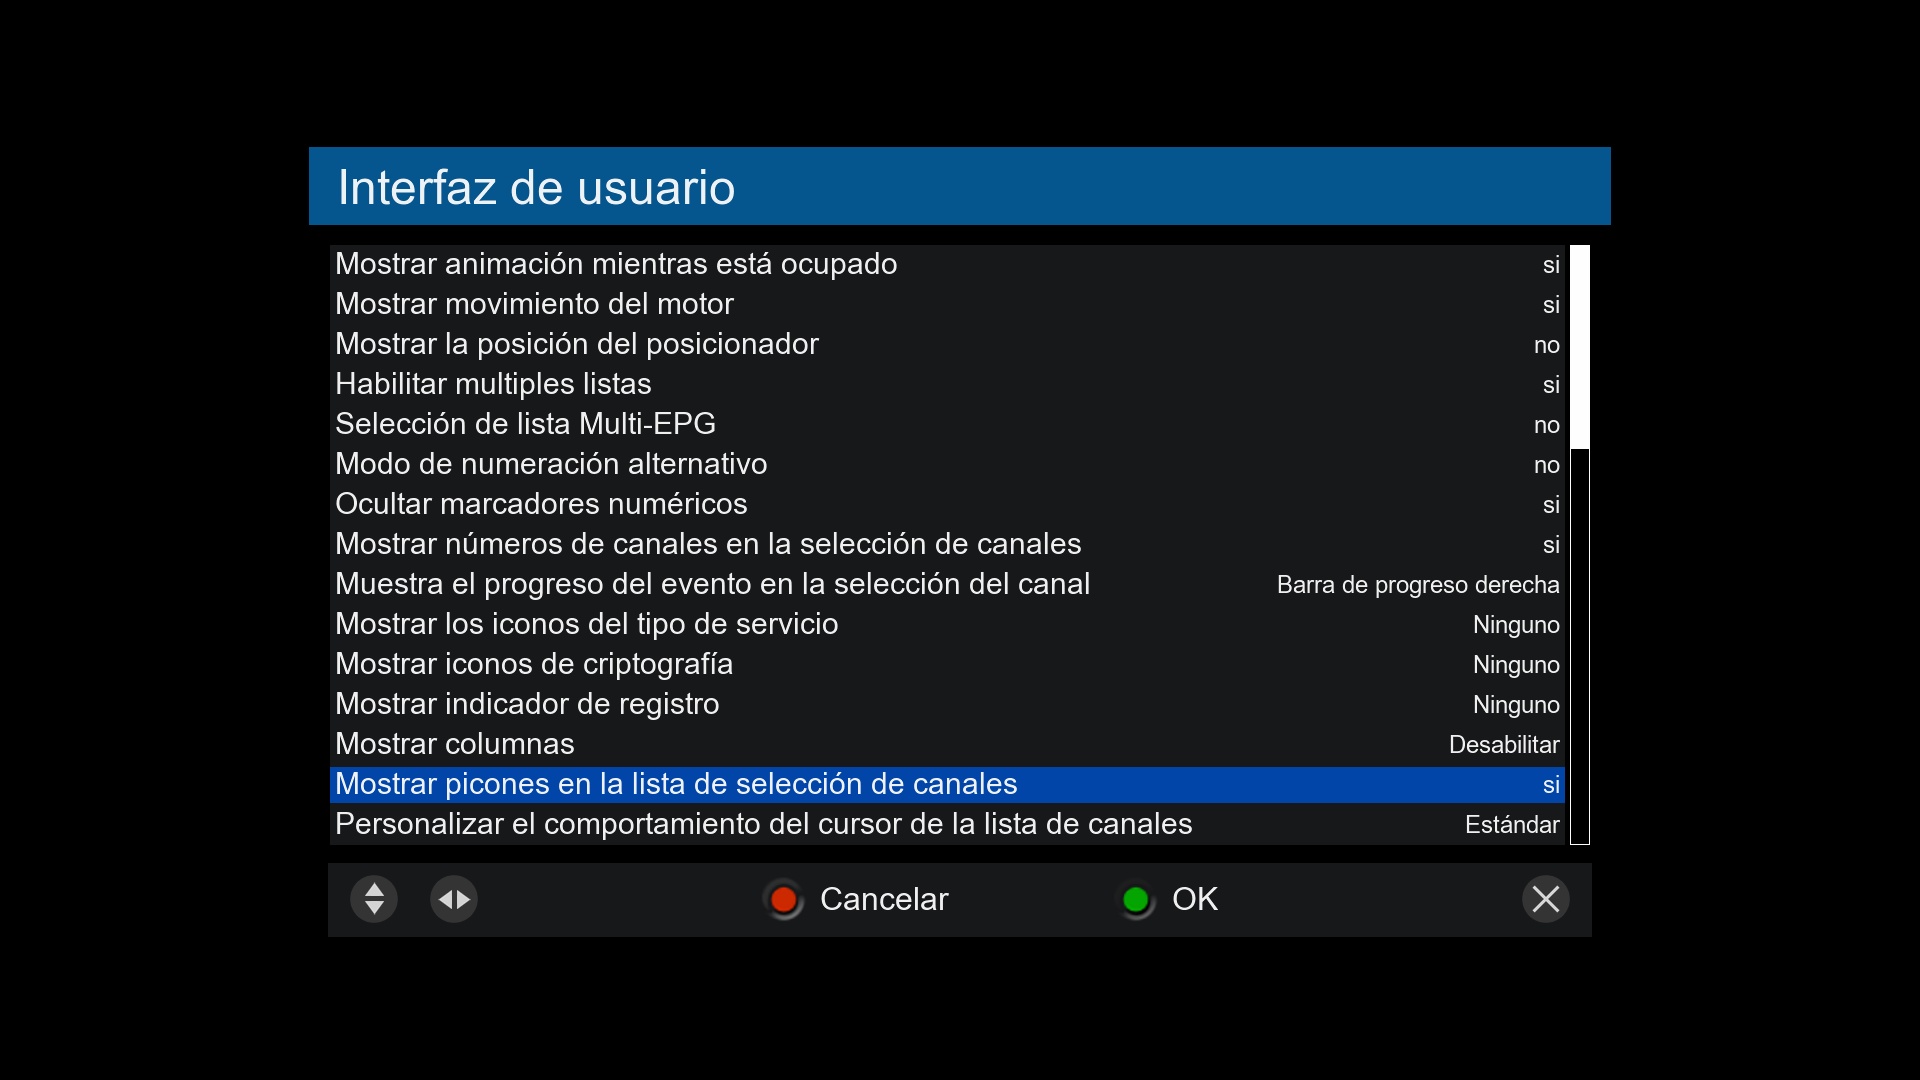 Interfaz de usuario
Mostrar animación mientras está ocupado si
Mostrar movimiento del motor si
Mostrar la posición del posicionador no
Habilitar multiples listas si
Selección de lista Multi-EPG no
Modo de numeración alternativo no
Ocultar marcadores numéricos si
Mostrar números de canales en la selección de canales si
Muestra el progreso del evento en la selección del canal Barra de progreso derecha
Mostrar los iconos del tipo de servicio Ninguno
Mostrar iconos de criptografía Ninguno
Mostrar indicador de registro Ninguno
Mostrar columnas Desabilitar
Mostrar picones en la lista de selección de canales si
Personalizar el comportamiento del cursor de la lista de canales Estándar
Cancelar OK